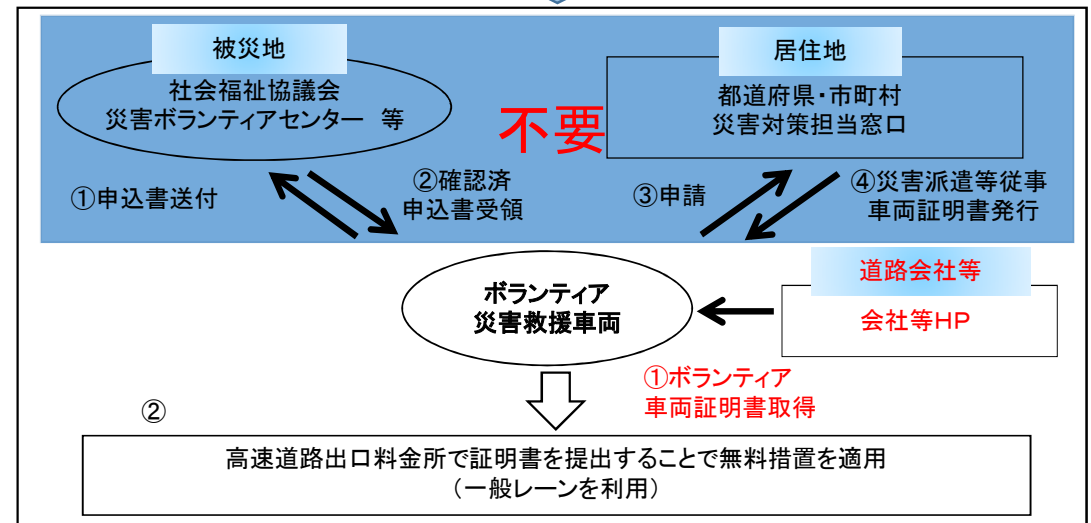 被災地
社会福祉協議会
災害ボランティアセンター 等
不要
居住地
都道府県・市町村
災害対策担当窓口
①申込書送付
②確認済
申込書受領
③申請
④災害派遣等従事
車両証明書発行
ボランティア
災害救援車両
道路会社等
会社等HP
①ボランティア
車両証明書取得
②
高速道路出口料金所で証明書を提出することで無料措置を適用
(一般レーンを利用)